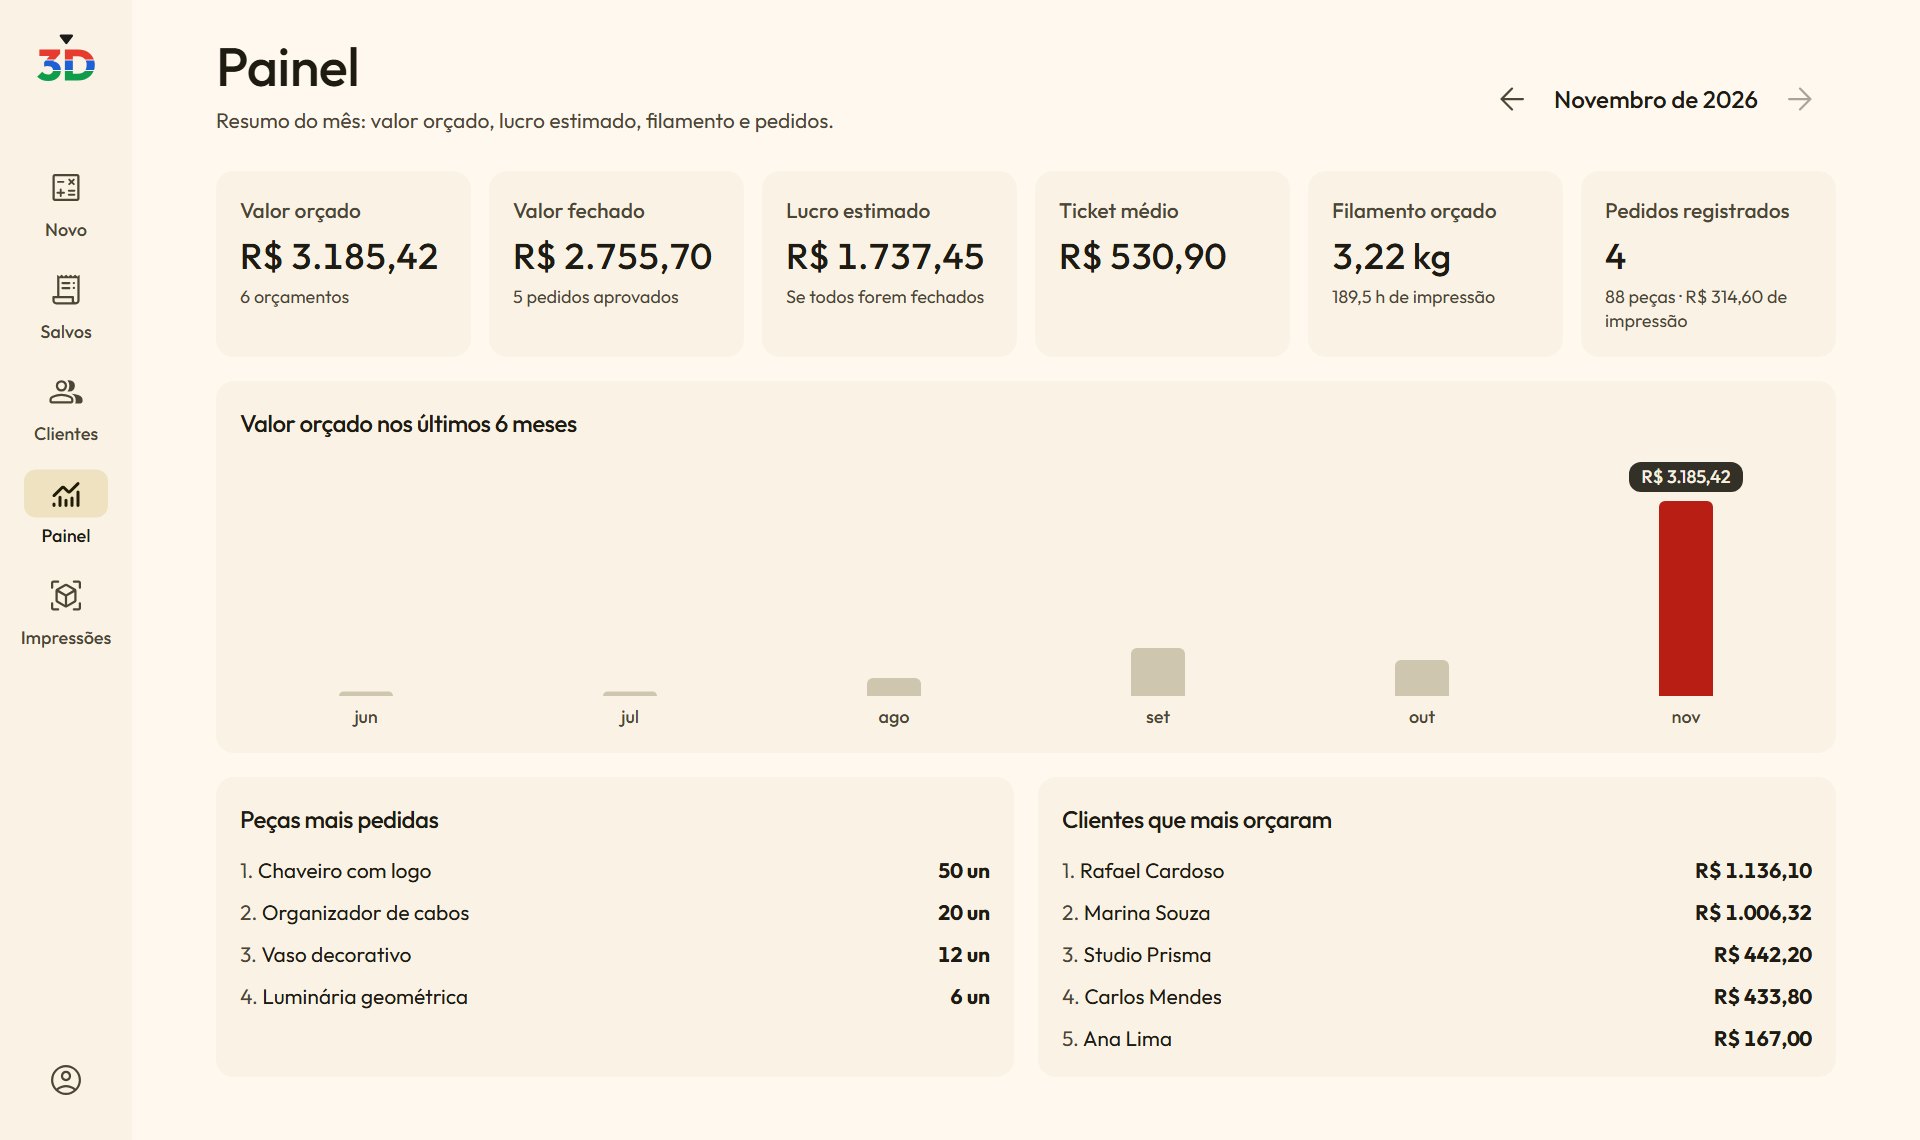 3D
Painel
Resumo do mês: valor orçado, lucro estimado, filamento e pedidos.
Novembro de 2026
Novo
Salvos
Clientes
Painel
Impressões
Valor orçado
R$ 3.185,42
6 orçamentos
Valor fechado
R$ 2.755,70
5 pedidos aprovados
Lucro estimado
R$ 1.737,45
Se todos forem fechados
Ticket médio
R$ 530,90
Filamento orçado
3,22 kg
189,5 h de impressão
Pedidos registrados
4
88 peças · R$ 314,60 de
impressão
Valor orçado nos últimos 6 meses
R$ 3.185,42
jun
jul
ago
set
out
nov
Peças mais pedidas
1. Chaveiro com logo 50 un
2. Organizador de cabos 20 un
3. Vaso decorativo 12 un
4. Luminária geométrica 6 un
Clientes que mais orçaram
1. Rafael Cardoso R$ 1.136,10
2. Marina Souza R$ 1.006,32
3. Studio Prisma R$ 442,20
4. Carlos Mendes R$ 433,80
5. Ana Lima R$ 167,00